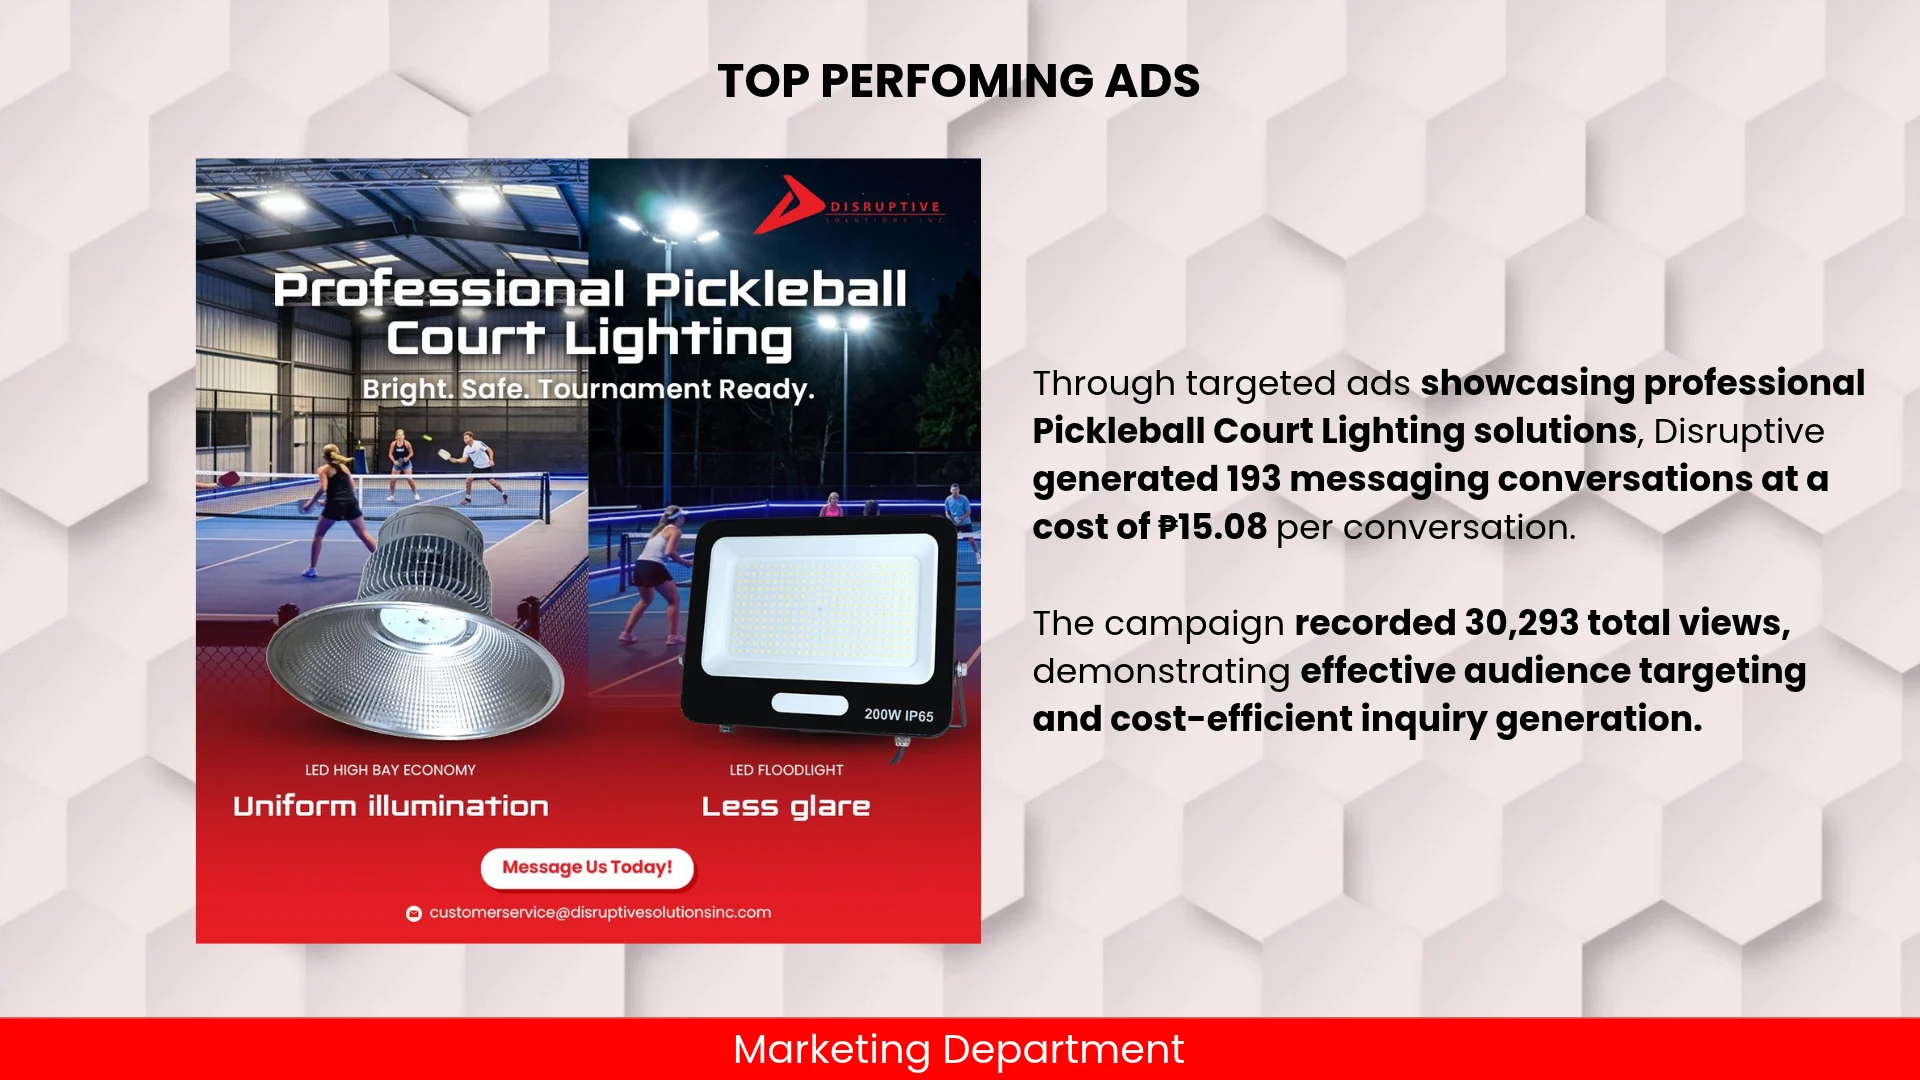 TOP PERFOMING ADS
DISRUPTIVE
SOLUTIONS INC.
Professional Pickleball
Court Lighting
Bright. Safe. Tournament Ready.
200W IP65
LED HIGH BAY ECONOMY
Uniform illumination
LED FLOODLIGHT
Less glare
Message Us Today!
customerservice@disruptivesolutionsinc.com
Through targeted ads showcasing professional
Pickleball Court Lighting solutions, Disruptive
generated 193 messaging conversations at a
cost of ₱15.08 per conversation.
The campaign recorded 30,293 total views,
demonstrating effective audience targeting
and cost-efficient inquiry generation.
Marketing Department